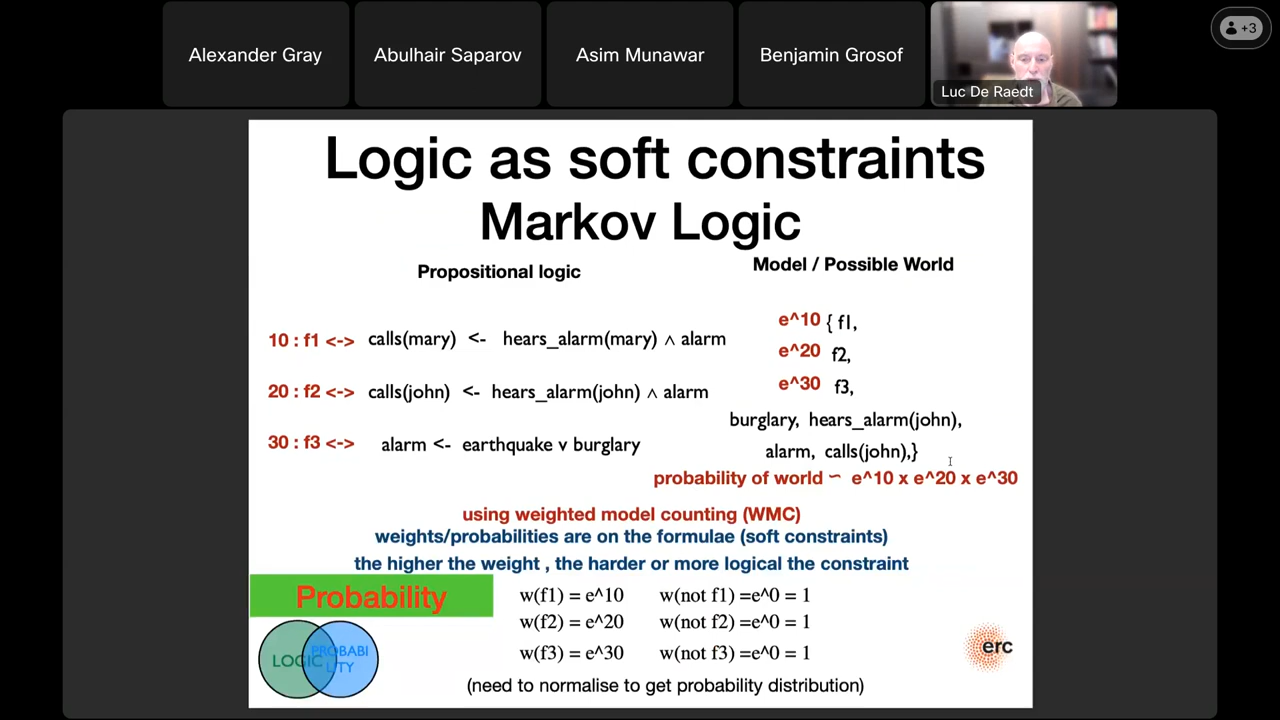 Alexander Gray
Abulhair Saparov
Asim Munawar
Benjamin Grosof
Luc De Raedt
+3
Logic as soft constraints
Markov Logic
Propositional logic
Model / Possible World
10 : f1 <-> calls(mary) <- hears_alarm(mary) ∧ alarm
20 : f2 <-> calls(john) <- hears_alarm(john) ∧ alarm
30 : f3 <-> alarm <- earthquake v burglary
e^10 { f1,
e^20 f2,
e^30 f3,
burglary, hears_alarm(john),
alarm, calls(john),}
probability of world ∽ e^10 x e^20 x e^30
using weighted model counting (WMC)
weights/probabilities are on the formulae (soft constraints)
the higher the weight , the harder or more logical the constraint
Probability
w(f1) = e^10 w(not f1) =e^0 = 1
w(f2) = e^20 w(not f2) =e^0 = 1
w(f3) = e^30 w(not f3) =e^0 = 1
(need to normalise to get probability distribution)
LOGIC
PROBABI
LITY
erc